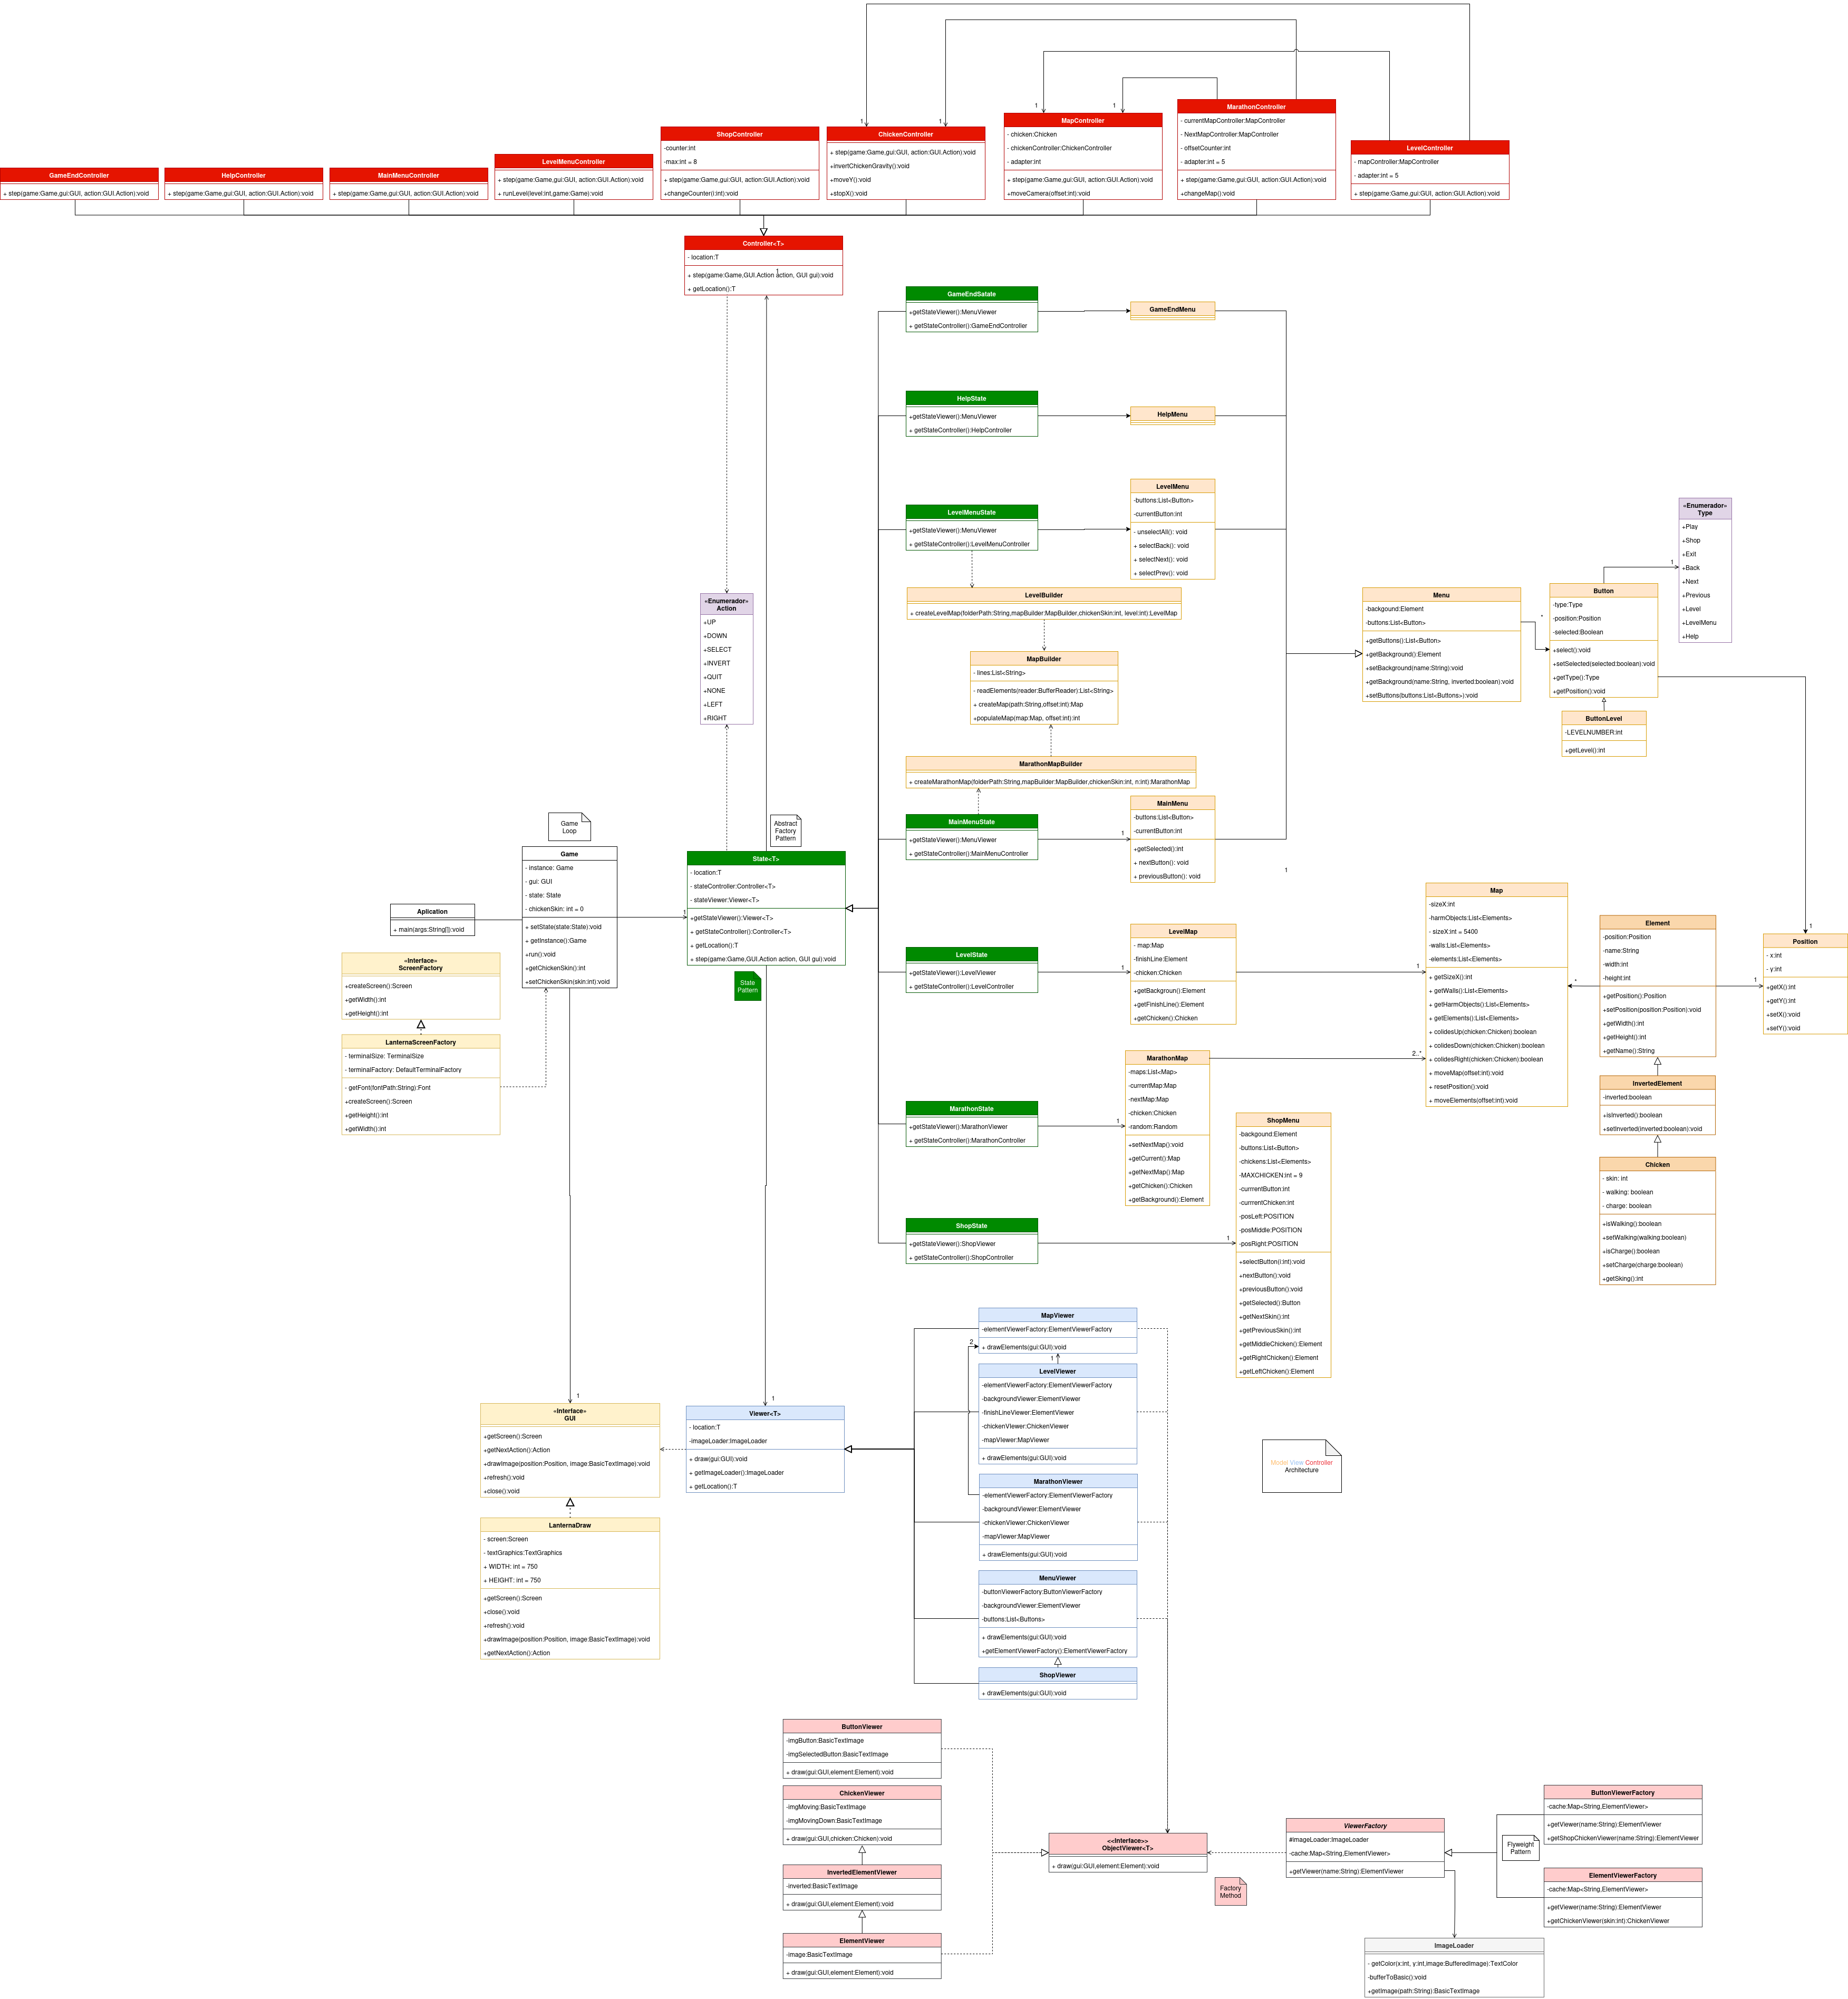 GameEndController
+ step(game:Game,gui:GUI, action:GUI.Action):void
HelpController
+ step(game:Game,gui:GUI, action:GUI.Action):void
MainMenuController
+ step(game:Game,gui:GUI, action:GUI.Action):void
LevelMenuController
+ step(game:Game,gui:GUI, action:GUI.Action):void
+ runLevel(level:int,game:Game):void
ShopController
-counter:int
-max:int = 8
+ step(game:Game,gui:GUI, action:GUI.Action):void
+changeCounter(i:int):void
1
1
ChickenController
+ step(game:Game,gui:GUI, action:GUI.Action):void
+invertChickenGravity():void
+moveY():void
+stopX():void
1
1
MapController
- chicken:Chicken
- chickenController:ChickenController
- adapter:int
+ step(game:Game,gui:GUI, action:GUI.Action):void
+moveCamera(offset:int):void
MarathonController
- currentMapController:MapController
- NextMapController:MapController
- offsetCounter:int
- adapter:int = 5
+ step(game:Game,gui:GUI, action:GUI.Action):void
+changeMap():void
LevelController
- mapController:MapController
- adapter:int = 5
+ step(game:Game,gui:GUI, action:GUI.Action):void
Controller<T>
- location:T
1
+ step(game:Game,GUI.Action action, GUI gui):void
+ getLocation():T
GameEndSatate
+getStateViewer():MenuViewer
+ getStateController():GameEndController
GameEndMenu
HelpState
+getStateViewer():MenuViewer
+ getStateController():HelpController
HelpMenu
LevelMenuState
+getStateViewer():MenuViewer
+ getStateController():LevelMenuController
LevelMenu
-buttons:List<Button>
-currentButton:int
- unselectAll(): void
+ selectBack(): void
+ selectNext(): void
+ selectPrev(): void
LevelBuilder
+ createLevelMap(folderPath:String,mapBuilder:MapBuilder,chickenSkin:int, level:int):LevelMap
MapBuilder
- lines:List<String>
- readElements(reader:BufferReader):List<String>
+ createMap(path:String,offset:int):Map
+populateMap(map:Map, offset:int):int
MarathonMapBuilder
+ createMarathonMap(folderPath:String,mapBuilder:MapBuilder,chickenSkin:int, n:int):MarathonMap
MainMenuState
+getStateViewer():MenuViewer
+ getStateController():MainMenuController
1
MainMenu
-buttons:List<Button>
-currentButton:int
+getSelected():int
+ nextButton(): void
+ previousButton(): void
1
«Enumerador»
Action
+UP
+DOWN
+SELECT
+INVERT
+QUIT
+NONE
+LEFT
+RIGHT
Menu
-backgound:Element
-buttons:List<Button>
+getButtons():List<Button>
+getBackground():Element
+setBackground(name:String):void
+getBackground(name:String, inverted:boolean):void
+setButtons(buttons:List<Buttons>):void
*
Button
-type:Type
-position:Position
-selected:Boolean
+select():void
+setSelected(selected:boolean):void
+getType():Type
+getPosition():void
1
«Enumerador»
Type
+Play
+Shop
+Exit
+Back
+Next
+Previous
+Level
+LevelMenu
+Help
ButtonLevel
-LEVELNUMBER:int
+getLevel():int
Game
Loop
Abstract
Factory
Pattern
Aplication
+ main(args:String[]):void
Game
- instance: Game
- gui: GUI
- state: State
- chickenSkin: int = 0
+ setState(state:State):void
+ getInstance():Game
+run():void
+getChickenSkin():int
+setChickenSkin(skin:int):void
1
State<T>
- location:T
- stateController:Controller<T>
- stateViewer:Viewer<T>
+getStateViewer():Viewer<T>
+ getStateController():Controller<T>
+ getLocation():T
+ step(game:Game,GUI.Action action, GUI gui):void
State
Pattern
«Interface»
ScreenFactory
+createScreen():Screen
+getWidth():int
+getHeight():int
LanternaScreenFactory
- terminalSize: TerminalSize
- terminalFactory: DefaultTerminalFactory
- getFont(fontPath:String):Font
+createScreen():Screen
+getHeight():int
+getWidth():int
LevelState
+getStateViewer():LevelViewer
+ getStateController():LevelController
1
LevelMap
- map:Map
-finishLine:Element
-chicken:Chicken
+getBackgroun():Element
+getFinishLine():Element
+getChicken():Chicken
1
Map
-sizeX:int
-harmObjects:List<Elements>
- sizeX:int = 5400
-walls:List<Elements>
-elements:List<Elements>
+ getSizeX():int
+ getWalls():List<Elements>
+ getHarmObjects():List<Elements>
+ getElements():List<Elements>
+ colidesUp(chicken:Chicken):boolean
+ colidesDown(chicken:Chicken):boolean
+ colidesRight(chicken:Chicken):boolean
+ moveMap(offset:int):void
+ resetPosition():void
+ moveElements(offset:int):void
*
Element
-position:Position
-name:String
-width:int
-height:int
+getPosition():Position
+setPosition(position:Position):void
+getWidth():int
+getHeight():int
+getName():String
1
1
Position
- x:int
- y:int
+getX():int
+getY():int
+setX():void
+setY():void
InvertedElement
-inverted:boolean
+isInverted():boolean
+setInverted(inverted:boolean):void
Chicken
- skin: int
- walking: boolean
- charge: boolean
+isWalking():boolean
+setWalking(walking:boolean)
+isCharge():boolean
+setCharge(charge:boolean)
+getSking():int
MarathonState
+getStateViewer():MarathonViewer
+ getStateController():MarathonController
1
MarathonMap
-maps:List<Map>
-currentMap:Map
-nextMap:Map
-chicken:Chicken
-random:Random
+setNextMap():void
+getCurrent():Map
+getNextMap():Map
+getChicken():Chicken
+getBackground():Element
2..*
ShopState
+getStateViewer():ShopViewer
+ getStateController():ShopController
1
ShopMenu
-backgound:Element
-buttons:List<Button>
-chickens:List<Elements>
-MAXCHICKEN:int = 9
-currrentButton:int
-currrentChicken:int
-posLeft:POSITION
-posMiddle:POSITION
-posRight:POSITION
+selectButton(i:int):void
+nextButton():void
+previousButton():void
+getSelected():Button
+getNextSkin():int
+getPreviousSkin():int
+getMiddleChicken():Element
+getRightChicken():Element
+getLeftChicken():Element
1
«Interface»
GUI
+getScreen():Screen
+getNextAction():Action
+drawImage(position:Position, image:BasicTextImage):void
+refresh():void
+close():void
LanternaDraw
- screen:Screen
- textGraphics:TextGraphics
+ WIDTH: int = 750
+ HEIGHT: int = 750
+getScreen():Screen
+close():void
+refresh():void
+drawImage(position:Position, image:BasicTextImage):void
+getNextAction():Action
1
Viewer<T>
- location:T
-imageLoader:ImageLoader
+ draw(gui:GUI):void
+ getImageLoader():ImageLoader
+ getLocation():T
MapViewer
-elementViewerFactory:ElementViewerFactory
2
+ drawElements(gui:GUI):void
1
LevelViewer
-elementViewerFactory:ElementViewerFactory
-backgroundViewer:ElementViewer
-finishLineViewer:ElementViewer
-chickenVIewer:ChickenViewer
-mapVIewer:MapViewer
+ drawElements(gui:GUI):void
MarathonViewer
-elementViewerFactory:ElementViewerFactory
-backgroundViewer:ElementViewer
-chickenVIewer:ChickenViewer
-mapVIewer:MapViewer
+ drawElements(gui:GUI):void
MenuViewer
-buttonViewerFactory:ButtonViewerFactory
-backgroundViewer:ElementViewer
-buttons:List<Buttons>
+ drawElements(gui:GUI):void
+getElementViewerFactory():ElementViewerFactory
ShopViewer
+ drawElements(gui:GUI):void
Model View Controller
Architecture
ButtonViewer
-imgButton:BasicTextImage
-imgSelectedButton:BasicTextImage
+ draw(gui:GUI,element:Element):void
ChickenViewer
-imgMoving:BasicTextImage
-imgMovingDown:BasicTextImage
+ draw(gui:GUI,chicken:Chicken):void
InvertedElementViewer
-inverted:BasicTextImage
+ draw(gui:GUI,element:Element):void
ElementViewer
-image:BasicTextImage
+ draw(gui:GUI,element:Element):void
<<Interface>>
ObjectViewer<T>
+ draw(gui:GUI,element:Element):void
Factory
Method
ViewerFactory
#imageLoader:ImageLoader
-cache:Map<String,ElementViewer>
+getViewer(name:String):ElementViewer
Flyweight
Pattern
ButtonViewerFactory
-cache:Map<String,ElementViewer>
+getViewer(name:String):ElementViewer
+getShopChickenViewer(name:String):ElementViewer
ElementViewerFactory
-cache:Map<String,ElementViewer>
+getViewer(name:String):ElementViewer
+getChickenViewer(skin:int):ChickenViewer
ImageLoader
- getColor(x:int, y:int,image:BufferedImage):TextColor
-bufferToBasic():void
+getImage(path:String):BasicTextImage